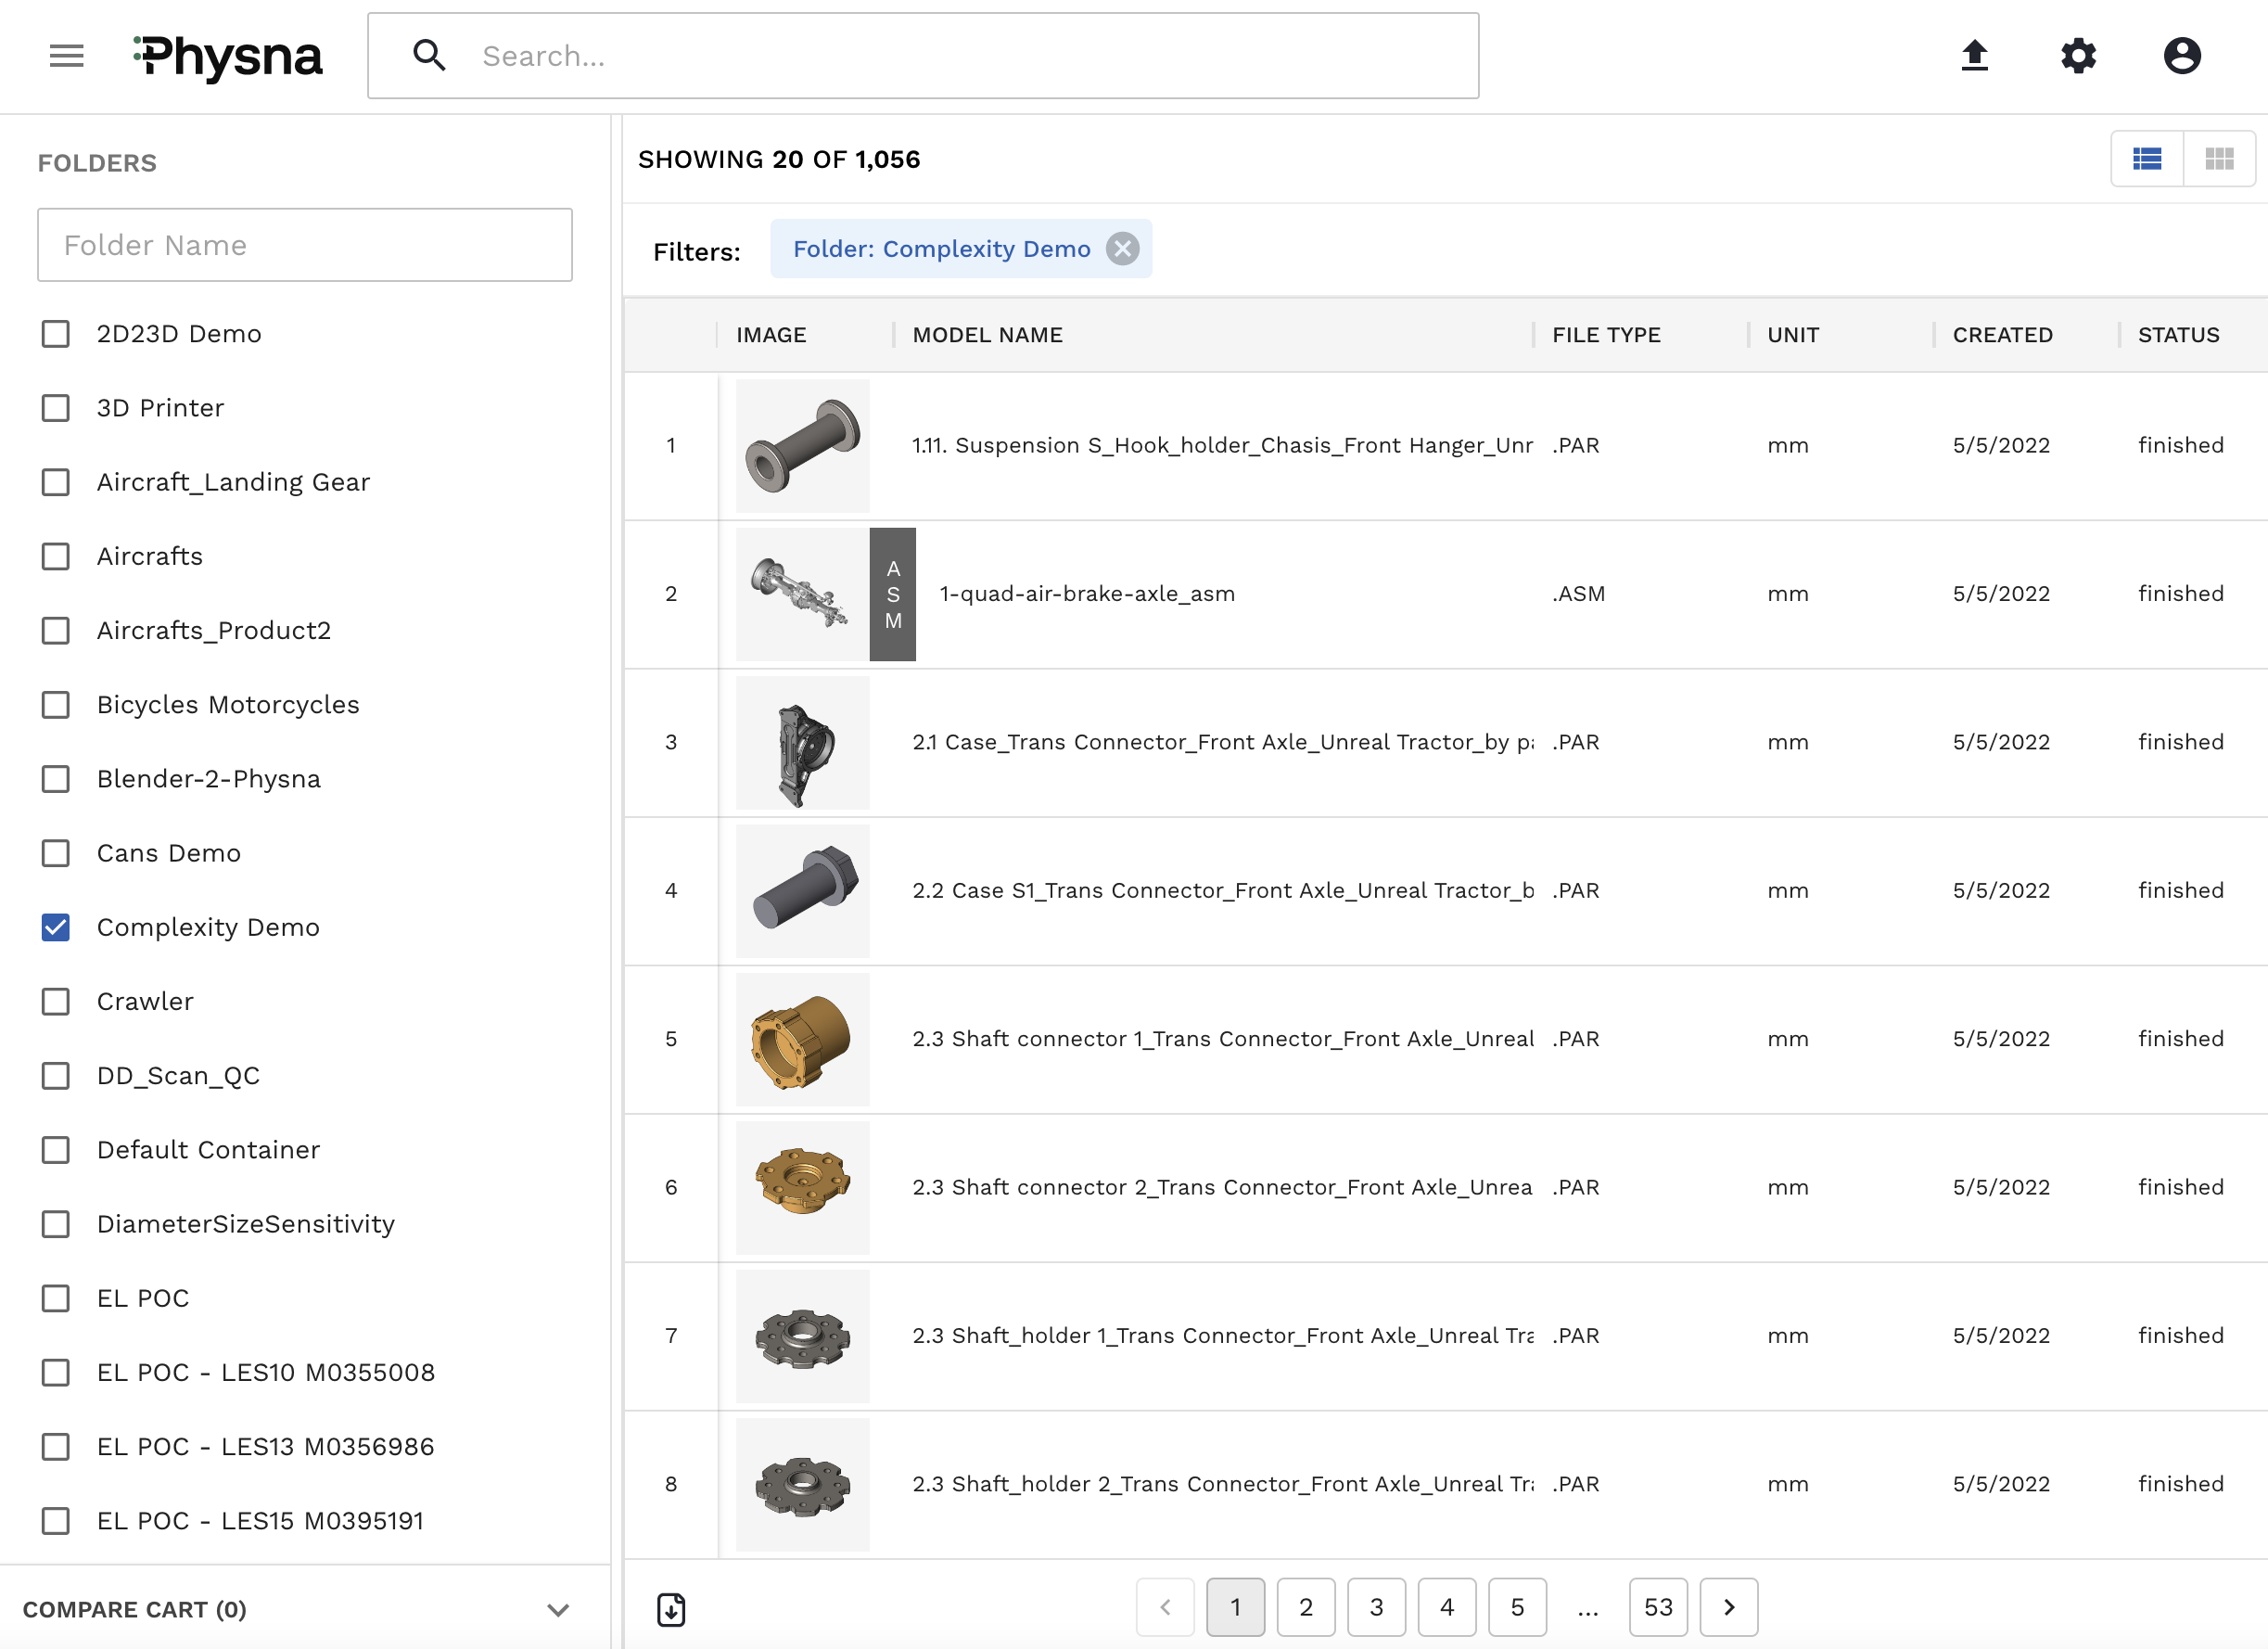 Physna
Search...
FOLDERS
Folder Name
2D23D Demo
3D Printer
Aircraft_Landing Gear
Aircrafts
Aircrafts_Product2
Bicycles Motorcycles
Blender-2-Physna
Cans Demo
Complexity Demo
Crawler
DD_Scan_QC
Default Container
DiameterSizeSensitivity
EL POC
EL POC - LES10 M0355008
EL POC - LES13 M0356986
EL POC - LES15 M0395191
COMPARE CART (0)
SHOWING 20 OF 1,056
Filters: Folder: Complexity Demo
IMAGE MODEL NAME FILE TYPE UNIT CREATED STATUS
1 1.11. Suspension S_Hook_holder_Chasis_Front Hanger_Unr .PAR mm 5/5/2022 finished
2 ASM 1-quad-air-brake-axle_asm .ASM mm 5/5/2022 finished
3 2.1 Case_Trans Connector_Front Axle_Unreal Tractor_by pa .PAR mm 5/5/2022 finished
4 2.2 Case S1_Trans Connector_Front Axle_Unreal Tractor_b .PAR mm 5/5/2022 finished
5 2.3 Shaft connector 1_Trans Connector_Front Axle_Unreal .PAR mm 5/5/2022 finished
6 2.3 Shaft connector 2_Trans Connector_Front Axle_Unrea .PAR mm 5/5/2022 finished
7 2.3 Shaft_holder 1_Trans Connector_Front Axle_Unreal Tra .PAR mm 5/5/2022 finished
8 2.3 Shaft_holder 2_Trans Connector_Front Axle_Unreal Tra .PAR mm 5/5/2022 finished
1 2 3 4 5 ... 53